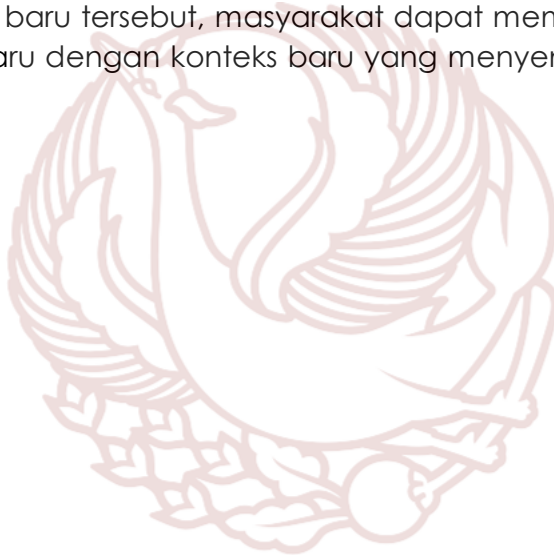 baru tersebut, masyarakat dapat men
aru dengan konteks baru yang menyer